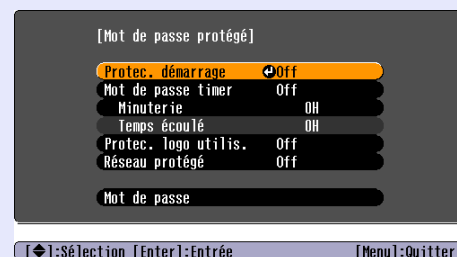 [Mot de passe protégé]
Protec. démarrage Off
Mot de passe timer Off
Minuterie 0H
Temps écoulé 0H
Protec. logo utilis. Off
Réseau protégé Off
Mot de passe
[ ]:Sélection [Enter]:Entrée [Menu]:Quitter